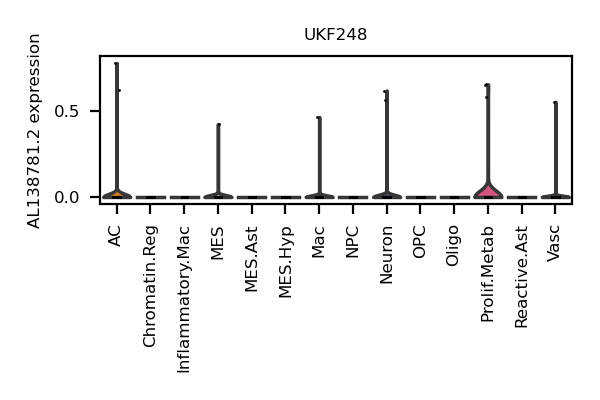 UKF248
AL138781.2 expression
0.5
0.0
AC
Chromatin.Reg
Inflammatory.Mac
MES
MES.Ast
MES.Hyp
Mac
NPC
Neuron
OPC
Oligo
Prolif.Metab
Reactive.Ast
Vasc